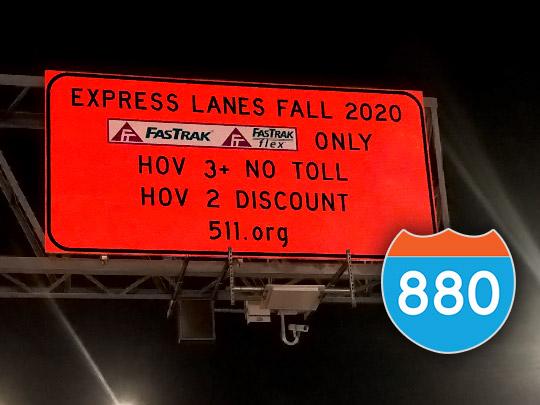 EXPRESS LANES FALL 2020
FASTRAK FASTRAK flex ONLY
HOV 3+ NO TOLL
HOV 2 DISCOUNT
511.org
880